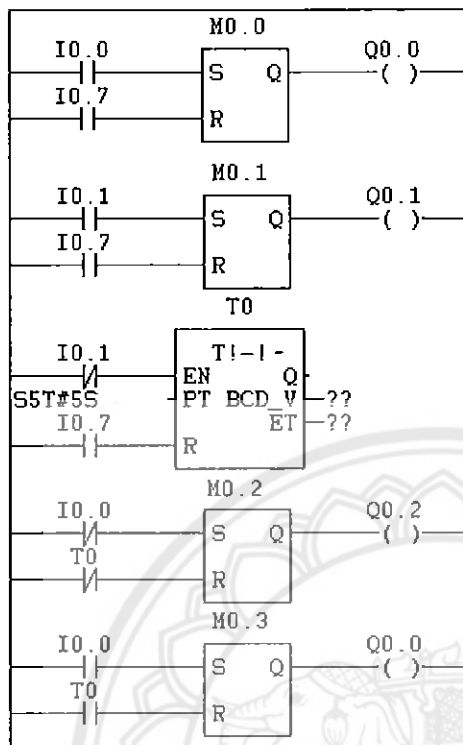 M0.0
I0.0 Q0.0
S Q
I0.7
R
M0.1
I0.1 Q0.1
S Q
I0.7
R
T0
I0.1 T!-!-
EN Q
S5T#5S PT BCD_V ??
I0.7 ET ??
R
M0.2
I0.0 Q0.2
S Q
T0
R
M0.3
I0.0 Q0.0
S Q
T0
R